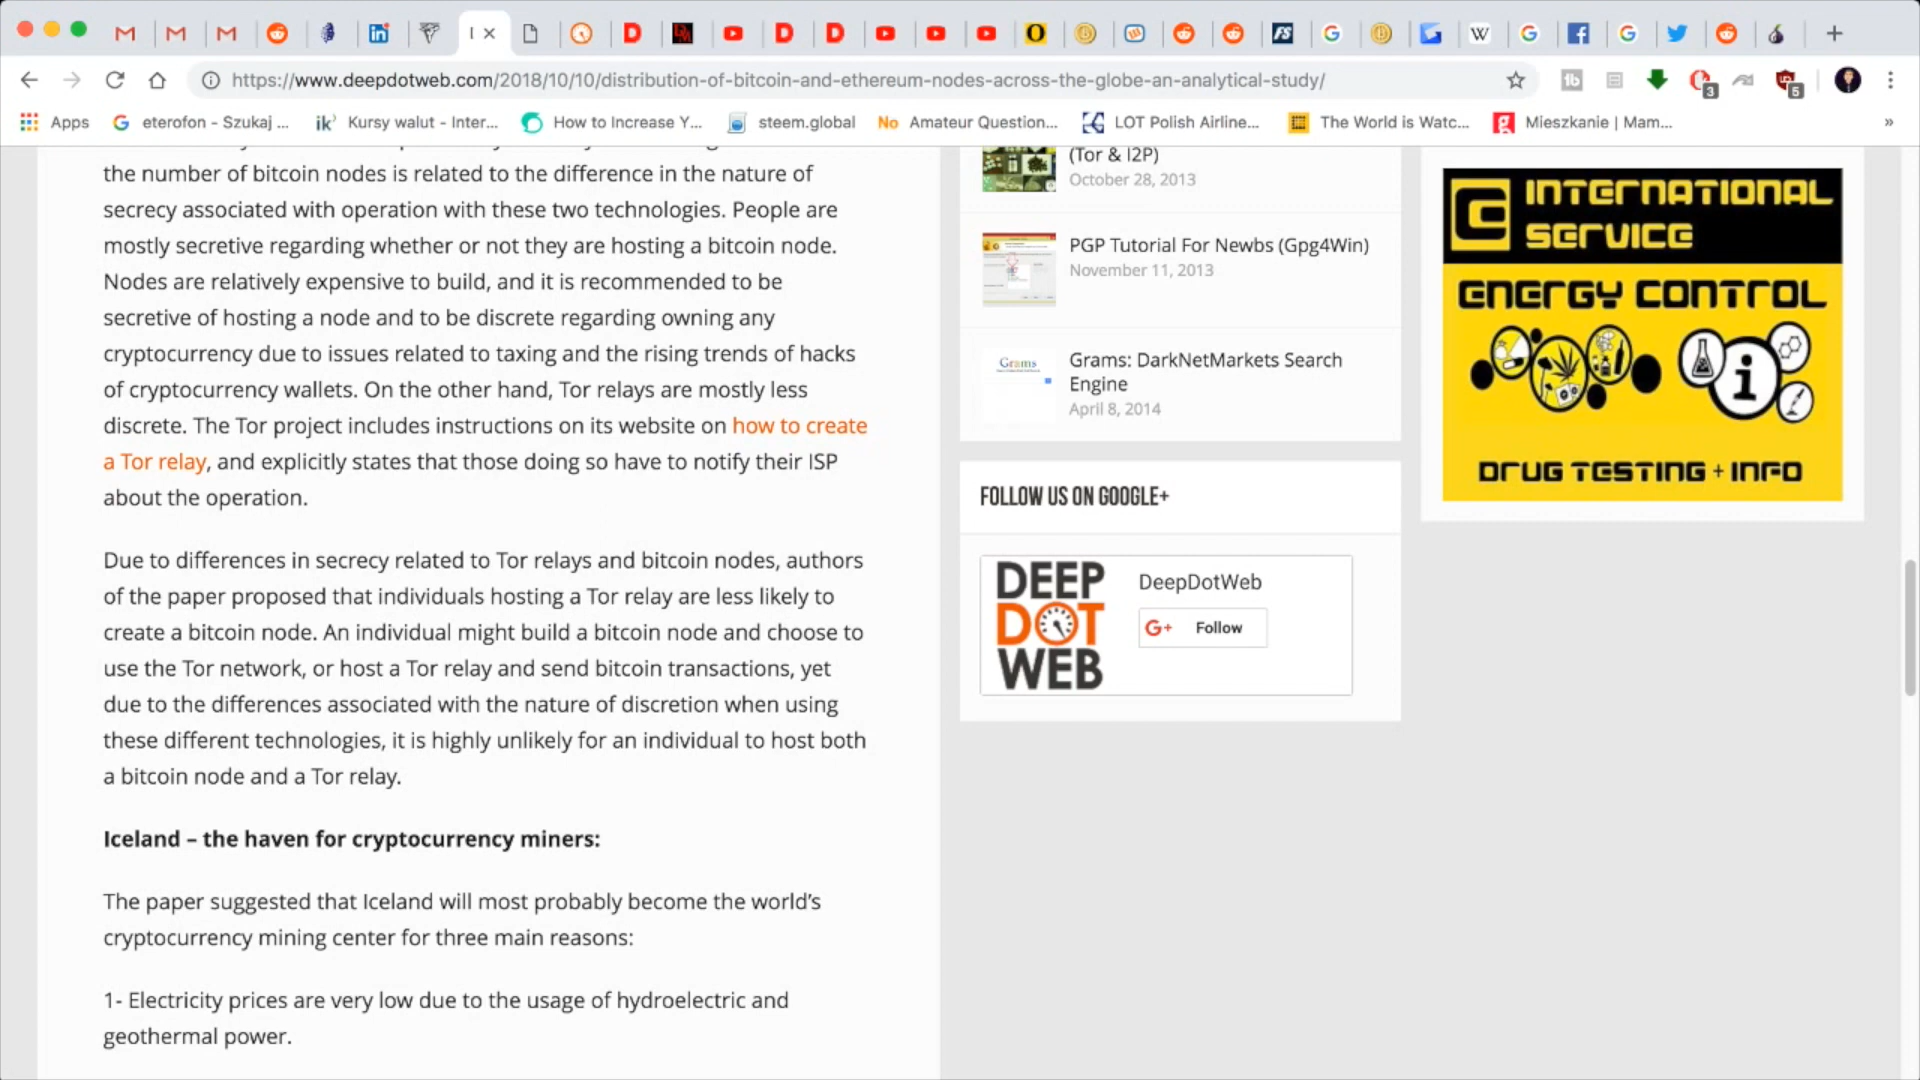 https://www.deepdotweb.com/2018/10/10/distribution-of-bitcoin-and-ethereum-nodes-across-the-globe-an-analytical-study/
3
5
Apps
eterofon - Szukaj ...
Kursy walut - Inter...
How to Increase Y...
steem.global
No Amateur Question...
LOT Polish Airline...
The World is Watc...
Mieszkanie | Mam...
»
the number of bitcoin nodes is related to the difference in the nature of
secrecy associated with operation with these two technologies. People are
mostly secretive regarding whether or not they are hosting a bitcoin node.
Nodes are relatively expensive to build, and it is recommended to be
secretive of hosting a node and to be discrete regarding owning any
cryptocurrency due to issues related to taxing and the rising trends of hacks
of cryptocurrency wallets. On the other hand, Tor relays are mostly less
discrete. The Tor project includes instructions on its website on how to create
a Tor relay, and explicitly states that those doing so have to notify their ISP
about the operation.
Due to differences in secrecy related to Tor relays and bitcoin nodes, authors
of the paper proposed that individuals hosting a Tor relay are less likely to
create a bitcoin node. An individual might build a bitcoin node and choose to
use the Tor network, or host a Tor relay and send bitcoin transactions, yet
due to the differences associated with the nature of discretion when using
these different technologies, it is highly unlikely for an individual to host both
a bitcoin node and a Tor relay.
Iceland – the haven for cryptocurrency miners:
The paper suggested that Iceland will most probably become the world's
cryptocurrency mining center for three main reasons:
1- Electricity prices are very low due to the usage of hydroelectric and
geothermal power.
(Tor & I2P)
October 28, 2013
PGP Tutorial For Newbs (Gpg4Win)
November 11, 2013
Grams
Grams: DarkNetMarkets Search
Engine
April 8, 2014
FOLLOW US ON GOOGLE+
DEEP
DOT
WEB
DeepDotWeb
G+ Follow
INTERNATIONAL
SERVICE
ENERGY CONTROL
i
DRUG TESTING + INFO